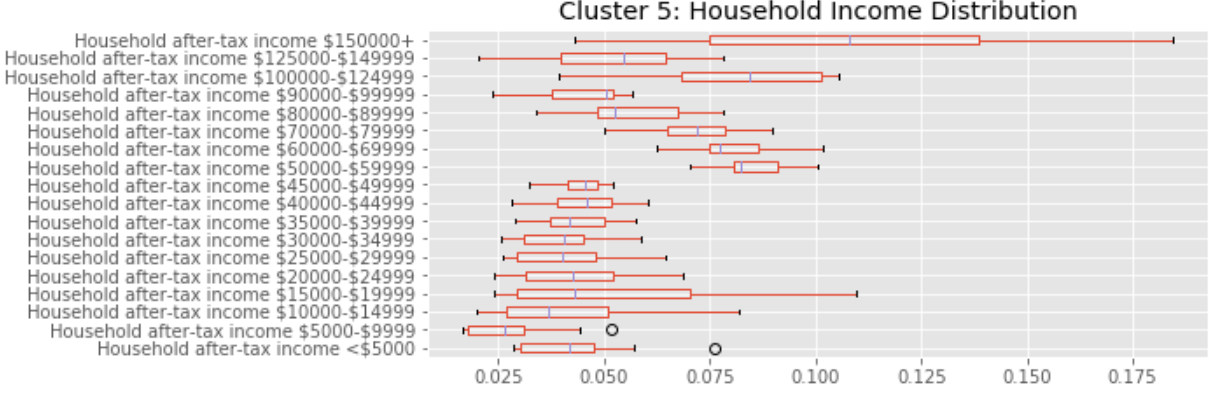 Cluster 5: Household Income Distribution
Household after-tax income $150000+
Household after-tax income $125000-$149999
Household after-tax income $100000-$124999
Household after-tax income $90000-$99999
Household after-tax income $80000-$89999
Household after-tax income $70000-$79999
Household after-tax income $60000-$69999
Household after-tax income $50000-$59999
Household after-tax income $45000-$49999
Household after-tax income $40000-$44999
Household after-tax income $35000-$39999
Household after-tax income $30000-$34999
Household after-tax income $25000-$29999
Household after-tax income $20000-$24999
Household after-tax income $15000-$19999
Household after-tax income $10000-$14999
Household after-tax income $5000-$9999
Household after-tax income <$5000
0.025 0.050 0.075 0.100 0.125 0.150 0.175